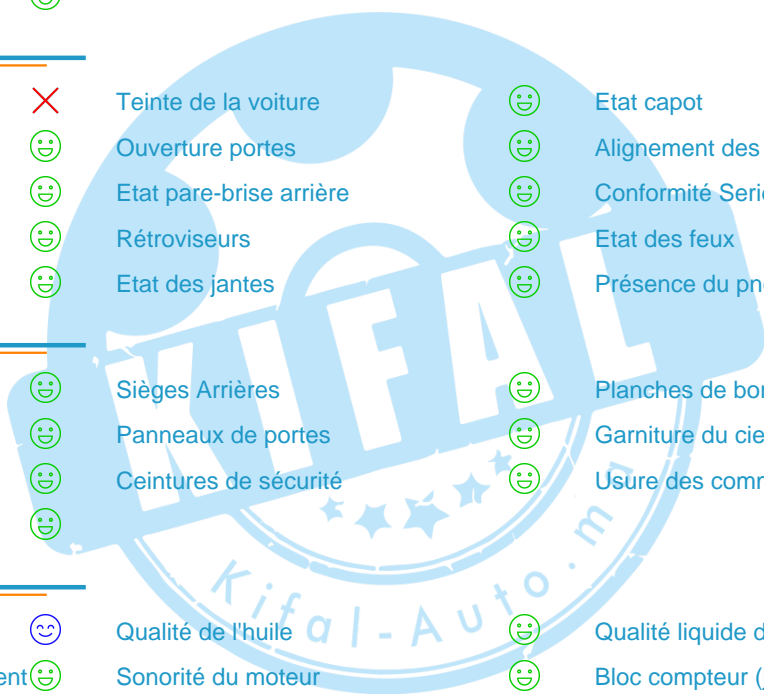 Teinte de la voiture Etat capot
Ouverture portes Alignement des
Etat pare-brise arrière Conformité Seri
Rétroviseurs Etat des feux
Etat des jantes Présence du pn
KIFAL
Sièges Arrières Planches de bor
Panneaux de portes Garniture du cie
Ceintures de sécurité Usure des comm
Kifal-Auto.m
Qualité de l'huile Qualité liquide d
ent Sonorité du moteur Bloc compteur (